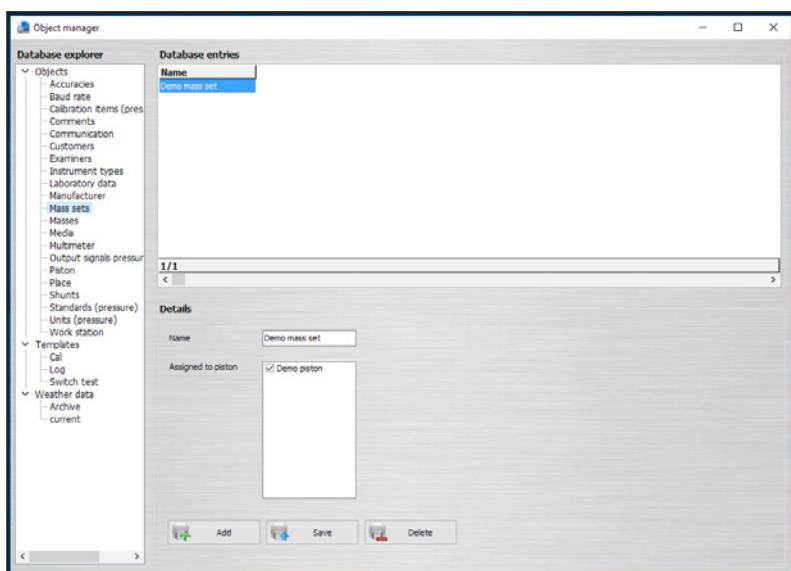 Object manager
Database explorer
Objects
Accuracies
Baud rate
Calibration items (pres
Comments
Communication
Customers
Examiners
Instrument types
Laboratory data
Manufacturer
Mass sets
Masses
Media
Multimeter
Output signals pressur
Piston
Place
Shunts
Standards (pressure)
Units (pressure)
Work station
Templates
Cal
Log
Switch test
Weather data
Archive
current
Database entries
Name
Demo mass set
1/1
Details
Name
Demo mass set
Assigned to piston
Demo piston
Add
Save
Delete